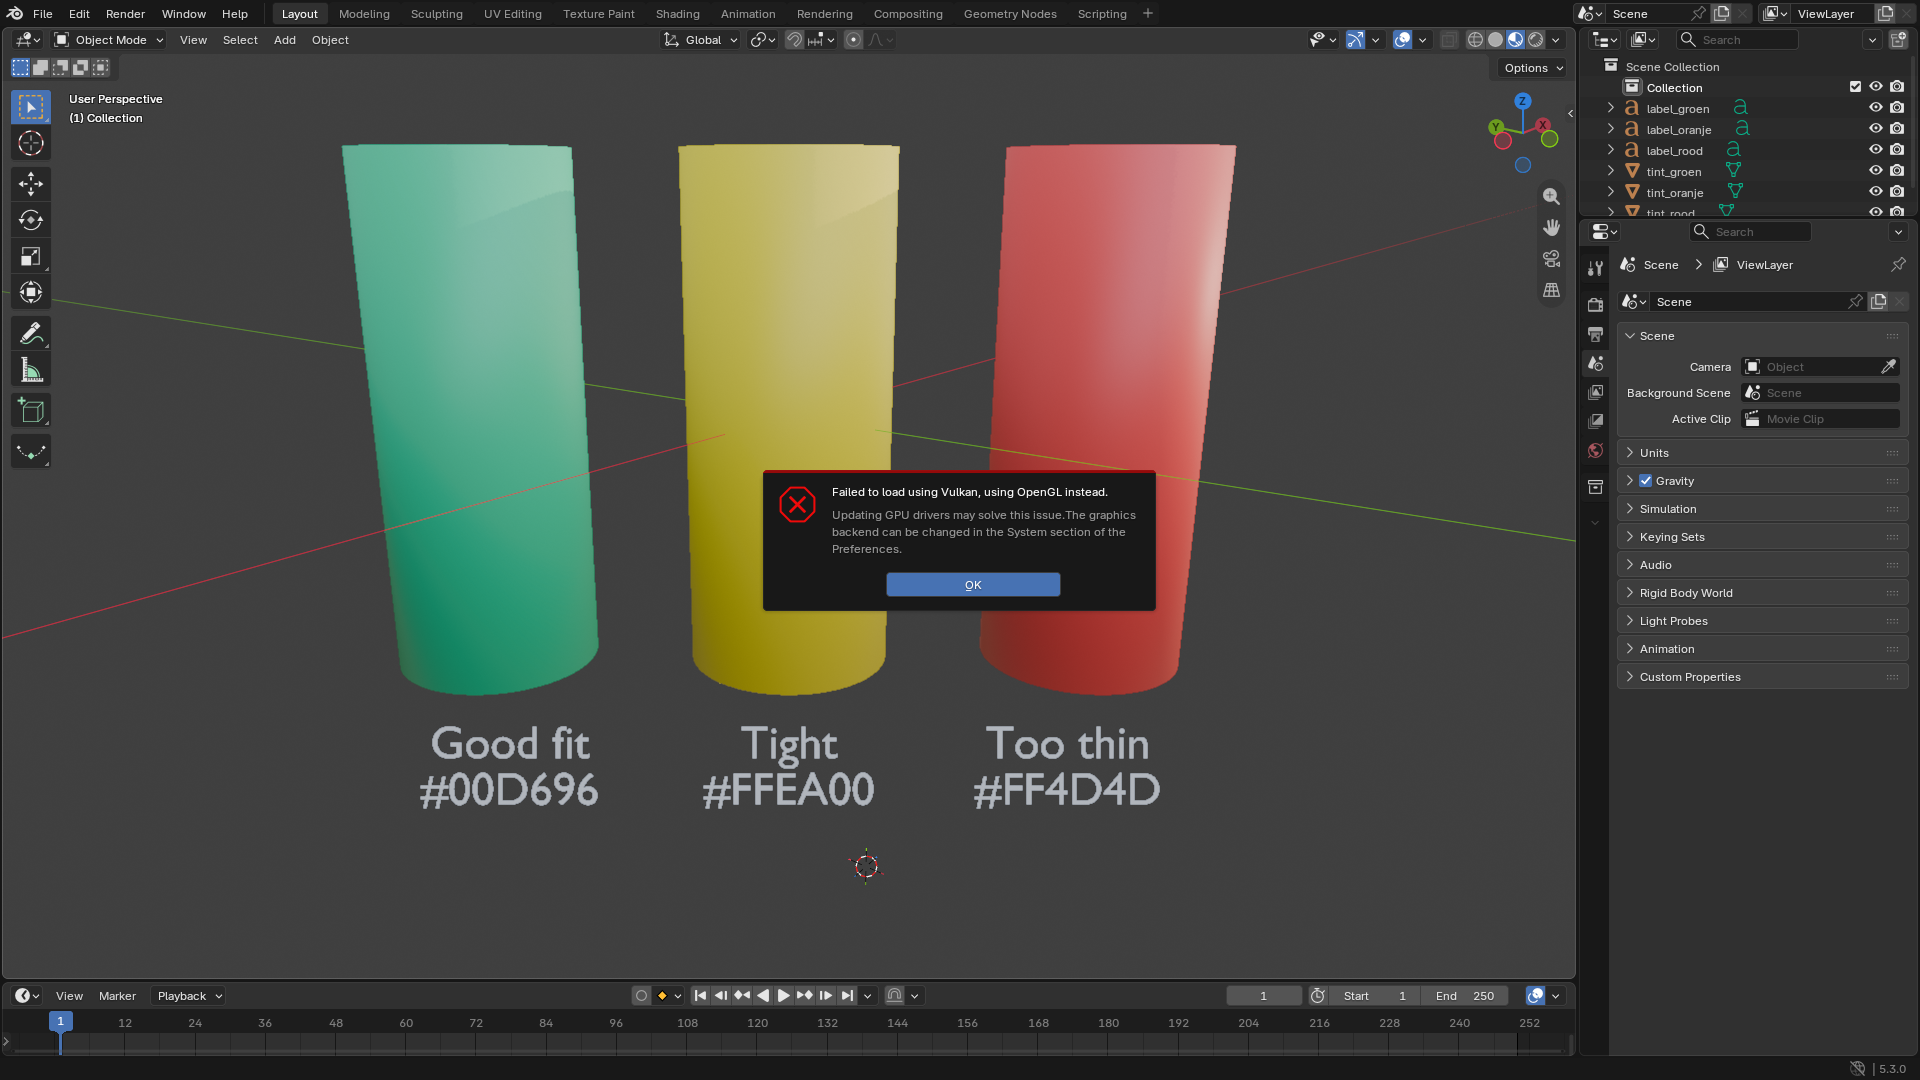 File Edit Render Window Help
Layout Modeling Sculpting UV Editing Texture Paint Shading Animation Rendering Compositing Geometry Nodes Scripting +
Scene
ViewLayer
Object Mode View Select Add Object
Global
Options
User Perspective
(1) Collection
Z
Y
X
Good fit
#00D696
Tight
#FFEA00
Too thin
#FF4D4D
Failed to load using Vulkan, using OpenGL instead.
Updating GPU drivers may solve this issue.The graphics
backend can be changed in the System section of the
Preferences.
OK
Search
Scene Collection
Collection
label_groen
label_oranje
label_rood
tint_groen
tint_oranje
tint_rood
Search
Scene > ViewLayer
Scene
Scene
Camera Object
Background Scene Scene
Active Clip Movie Clip
Units
Gravity
Simulation
Keying Sets
Audio
Rigid Body World
Light Probes
Animation
Custom Properties
View Marker Playback
1
Start 1
End 250
1 12 24 36 48 60 72 84 96 108 120 132 144 156 168 180 192 204 216 228 240 252
5.3.0